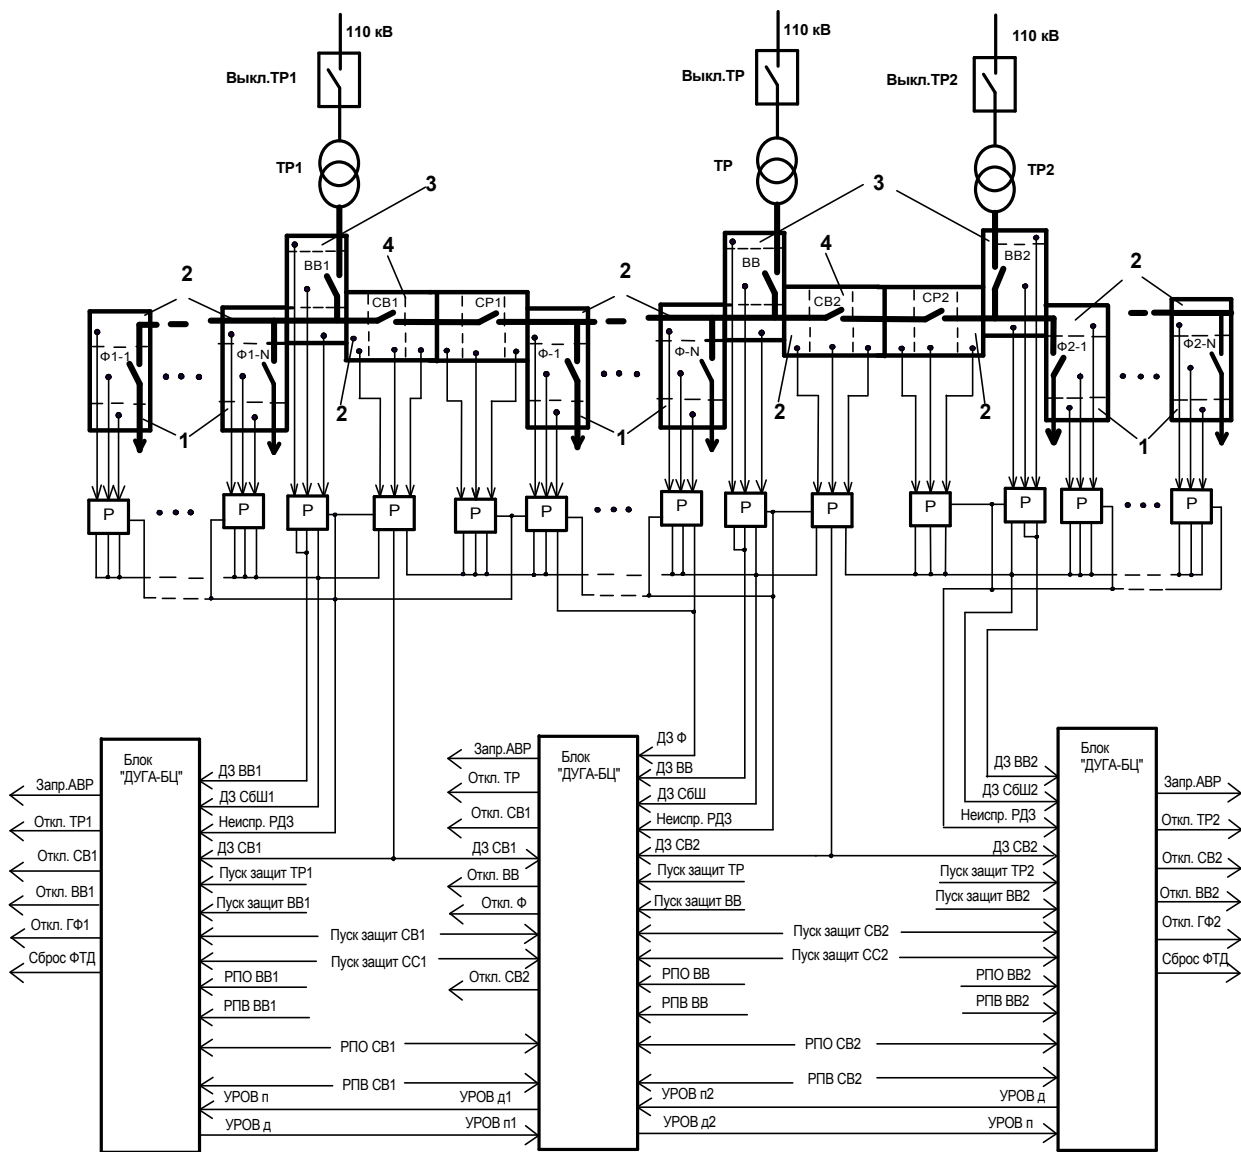 110 кВ
110 кВ
110 кВ
Выкл.ТР1
Выкл.ТР
Выкл.ТР2
ТР1
ТР
ТР2
3
3
ВВ1
ВВ
ВВ2
4
4
2
2
2
СВ1
СР1
СВ2
СР2
Ф1-1
Ф1-N
Ф-1
Ф-N
Ф2-1
Ф2-N
2
2
2
1
1
1
Р
Р
Р
Р
Р
Р
Р
Р
Р
Р
Р
Р
Р
Блок
"ДУГА-БЦ"
Запр.АВР
Откл. ТР1
Откл. СВ1
Откл. ВВ1
Откл. ГФ1
Сброс ФТД
ДЗ ВВ1
ДЗ СбШ1
Неиспр. РДЗ
ДЗ СВ1
Пуск защит ТР1
Пуск защит ВВ1
Пуск защит СВ1
Пуск защит СС1
РПО ВВ1
РПВ ВВ1
РПО СВ1
РПВ СВ1
УРОВ п
УРОВ д1
УРОВ д
УРОВ п1
Блок
"ДУГА-БЦ"
Запр.АВР
Откл. ТР
Откл. СВ1
ДЗ СВ1
Откл. ВВ
Откл. Ф
Откл. СВ2
ДЗ Ф
ДЗ ВВ
ДЗ СбШ
Неиспр. РДЗ
ДЗ СВ2
Пуск защит ТР
Пуск защит ВВ
Пуск защит СВ2
Пуск защит СС2
РПО ВВ
РПВ ВВ
РПО СВ2
РПВ СВ2
УРОВ п2
УРОВ д
УРОВ д2
УРОВ п
Блок
"ДУГА-БЦ"
ДЗ ВВ2
ДЗ СбШ2
Неиспр. РДЗ
ДЗ СВ2
Пуск защит ТР2
Пуск защит ВВ2
РПО ВВ2
РПВ ВВ2
Запр.АВР
Откл. ТР2
Откл. СВ2
Откл. ВВ2
Откл. ГФ2
Сброс ФТД